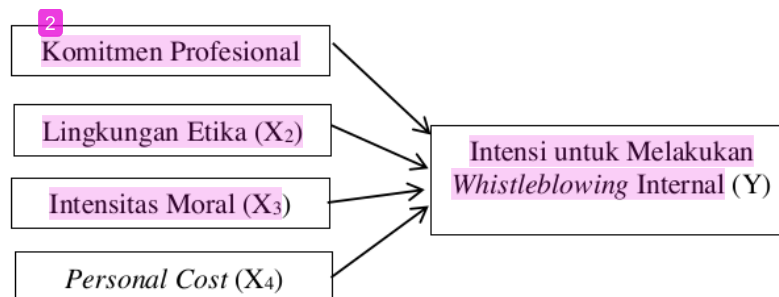 2
Komitmen Profesional
Lingkungan Etika (X2)
Intensitas Moral (X3)
Personal Cost (X4)
Intensi untuk Melakukan
Whistleblowing Internal (Y)